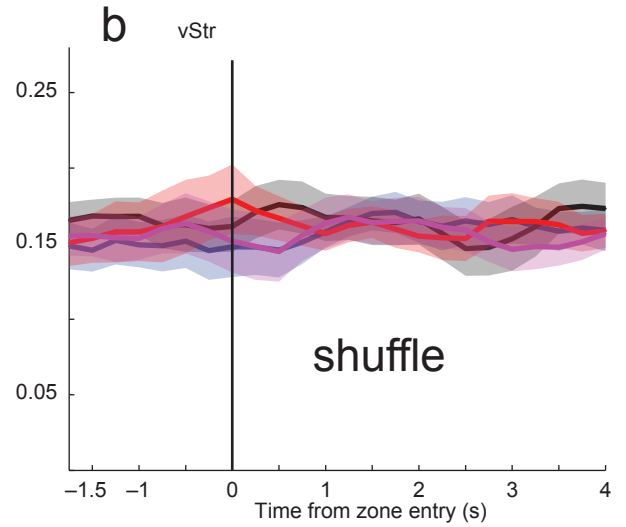 b
vStr
0.25
0.15
shuffle
0.05
–1.5 –1 0 1 2 3 4
Time from zone entry (s)